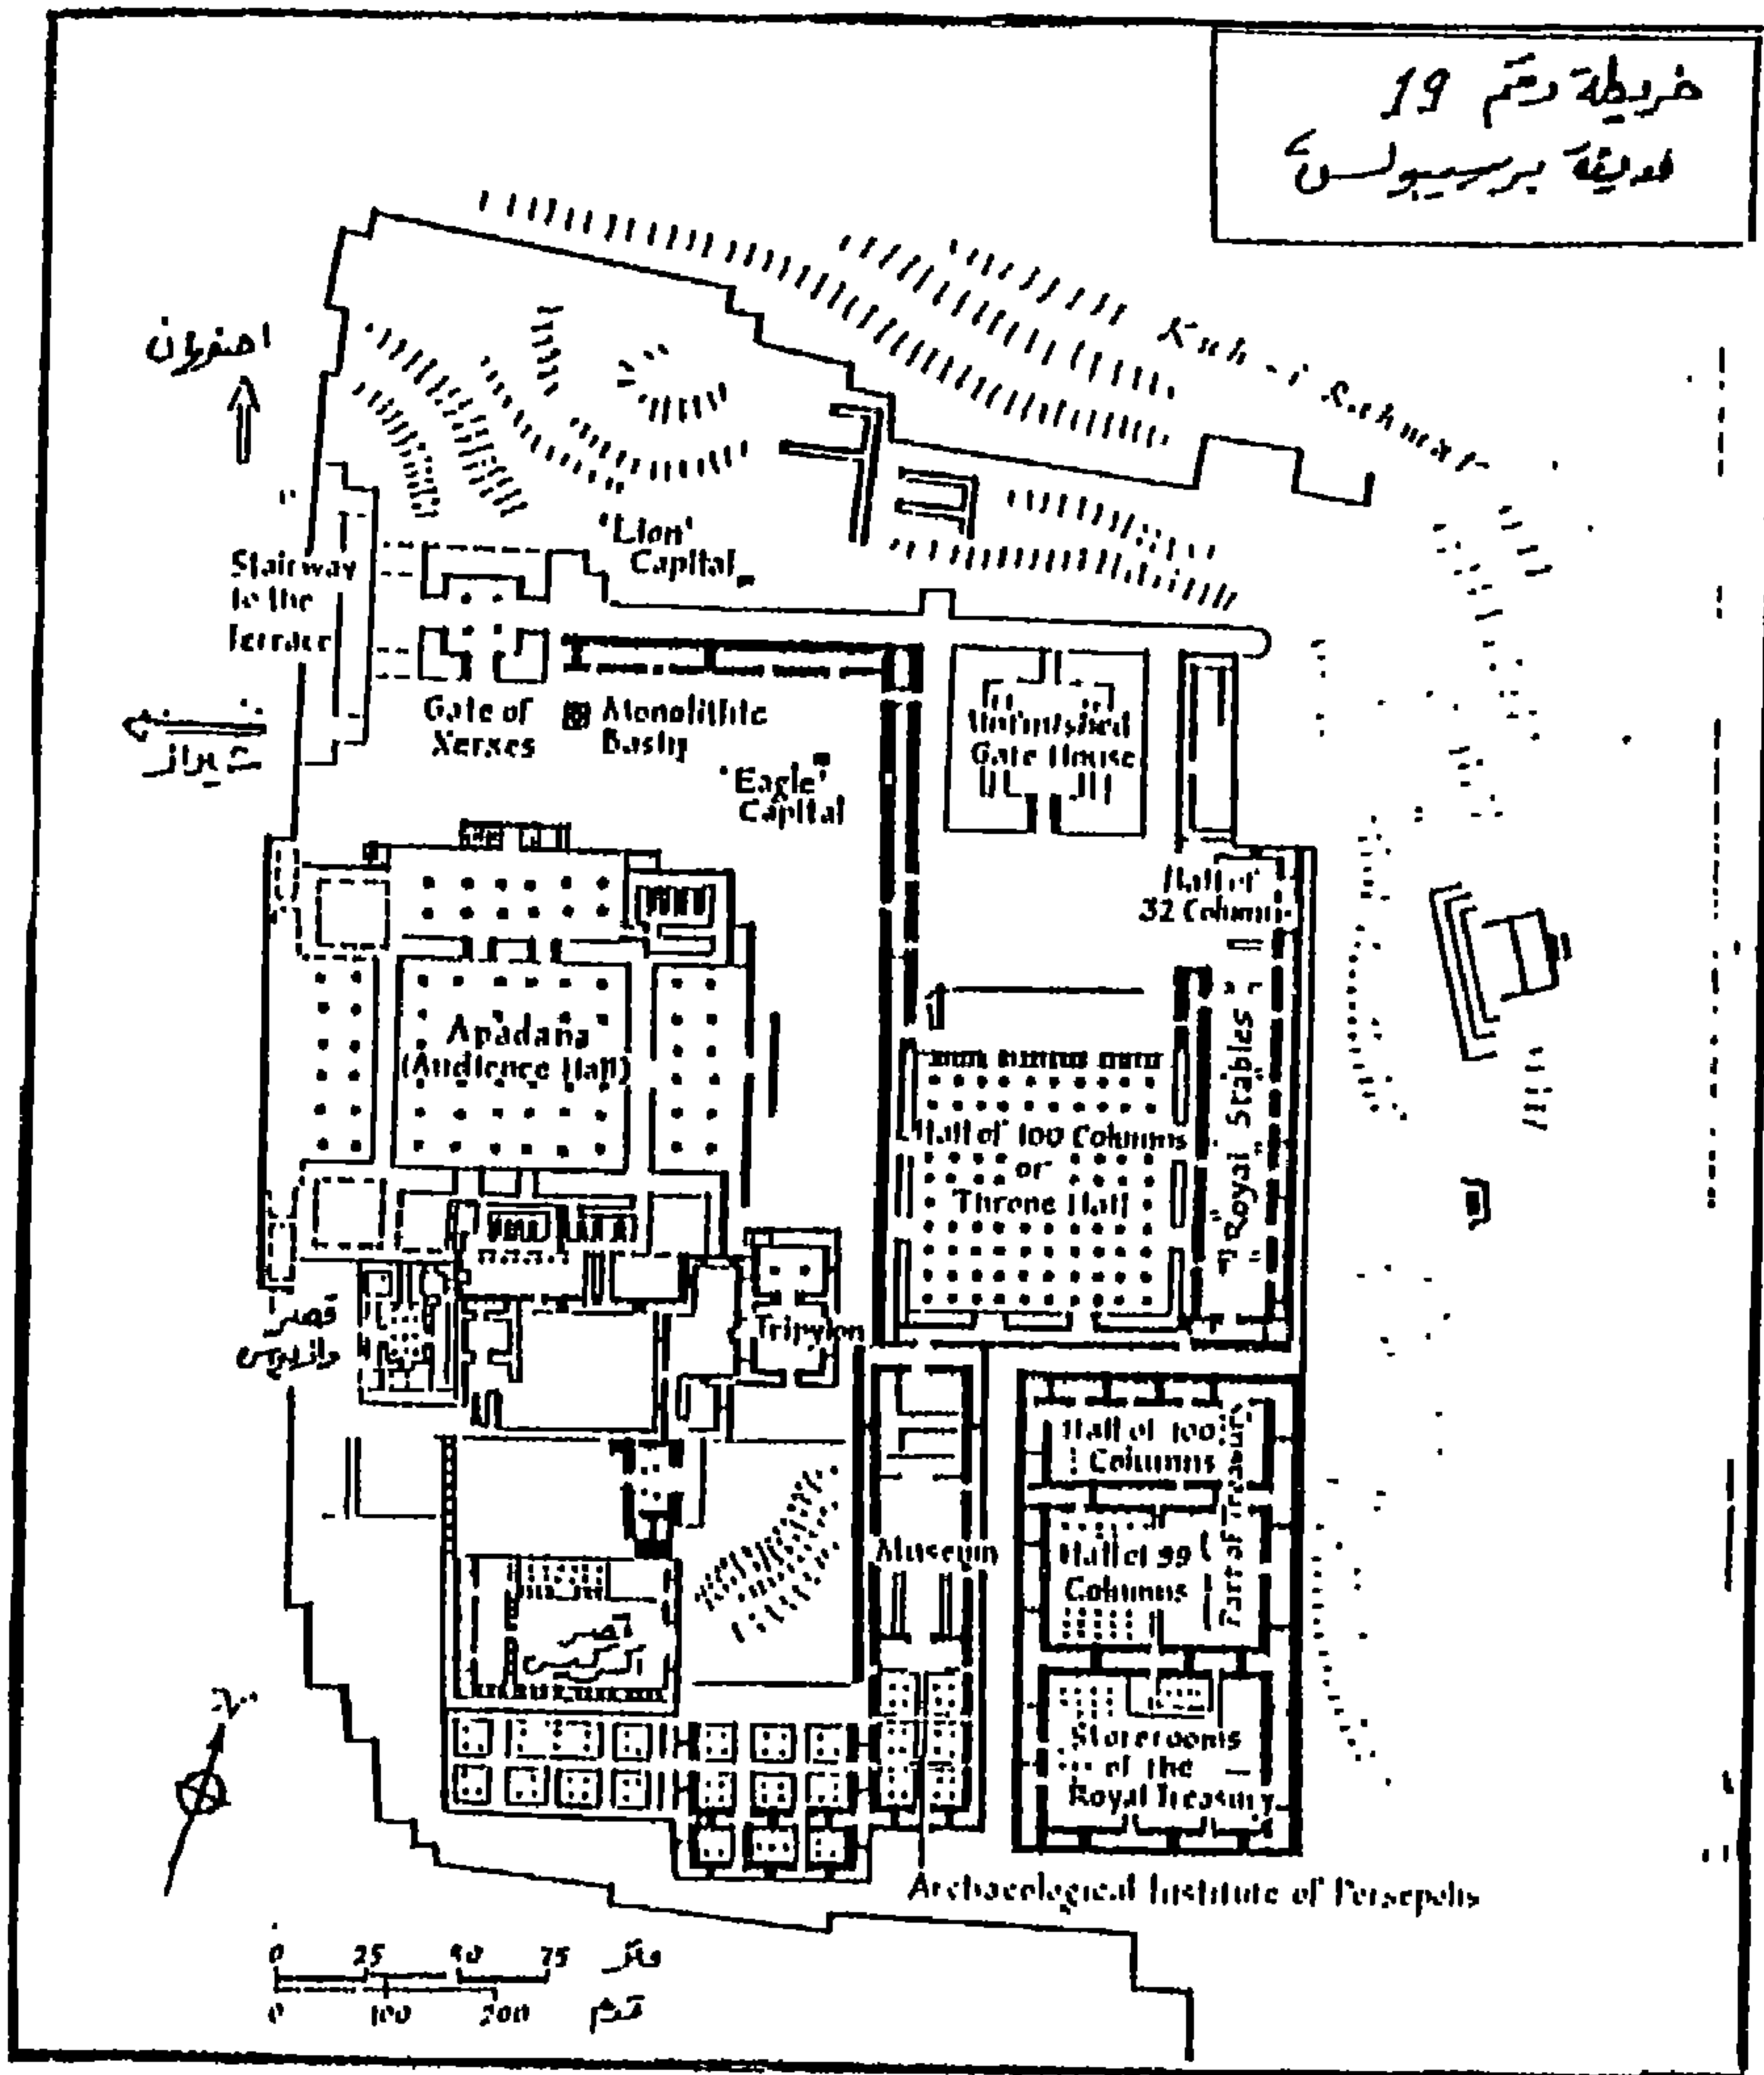 خريطة رقم 19
مدينة برسيبوليس
Kuh-i Rahmat
اصفهان
'Lion'
Capital
Stairway
to the
Terrace
Gate of
Xerxes
Monolithic
Basin
شيراز
'Eagle'
Capital
Unfinished
Gate House
Hall of
32 Columns
Apadana
(Audience Hall)
Royal Stables
Hall of 100 Columns
or
Throne Hall
Tripylon
قصر
داريوس
Hall of 100
Columns
Part of Treasury
Museum
Hall of 99
Columns
Storerooms
of the
Royal Treasury
N
Archaeological Institute of Persepolis
0 25 50 75 متر
0 100 200 قدم